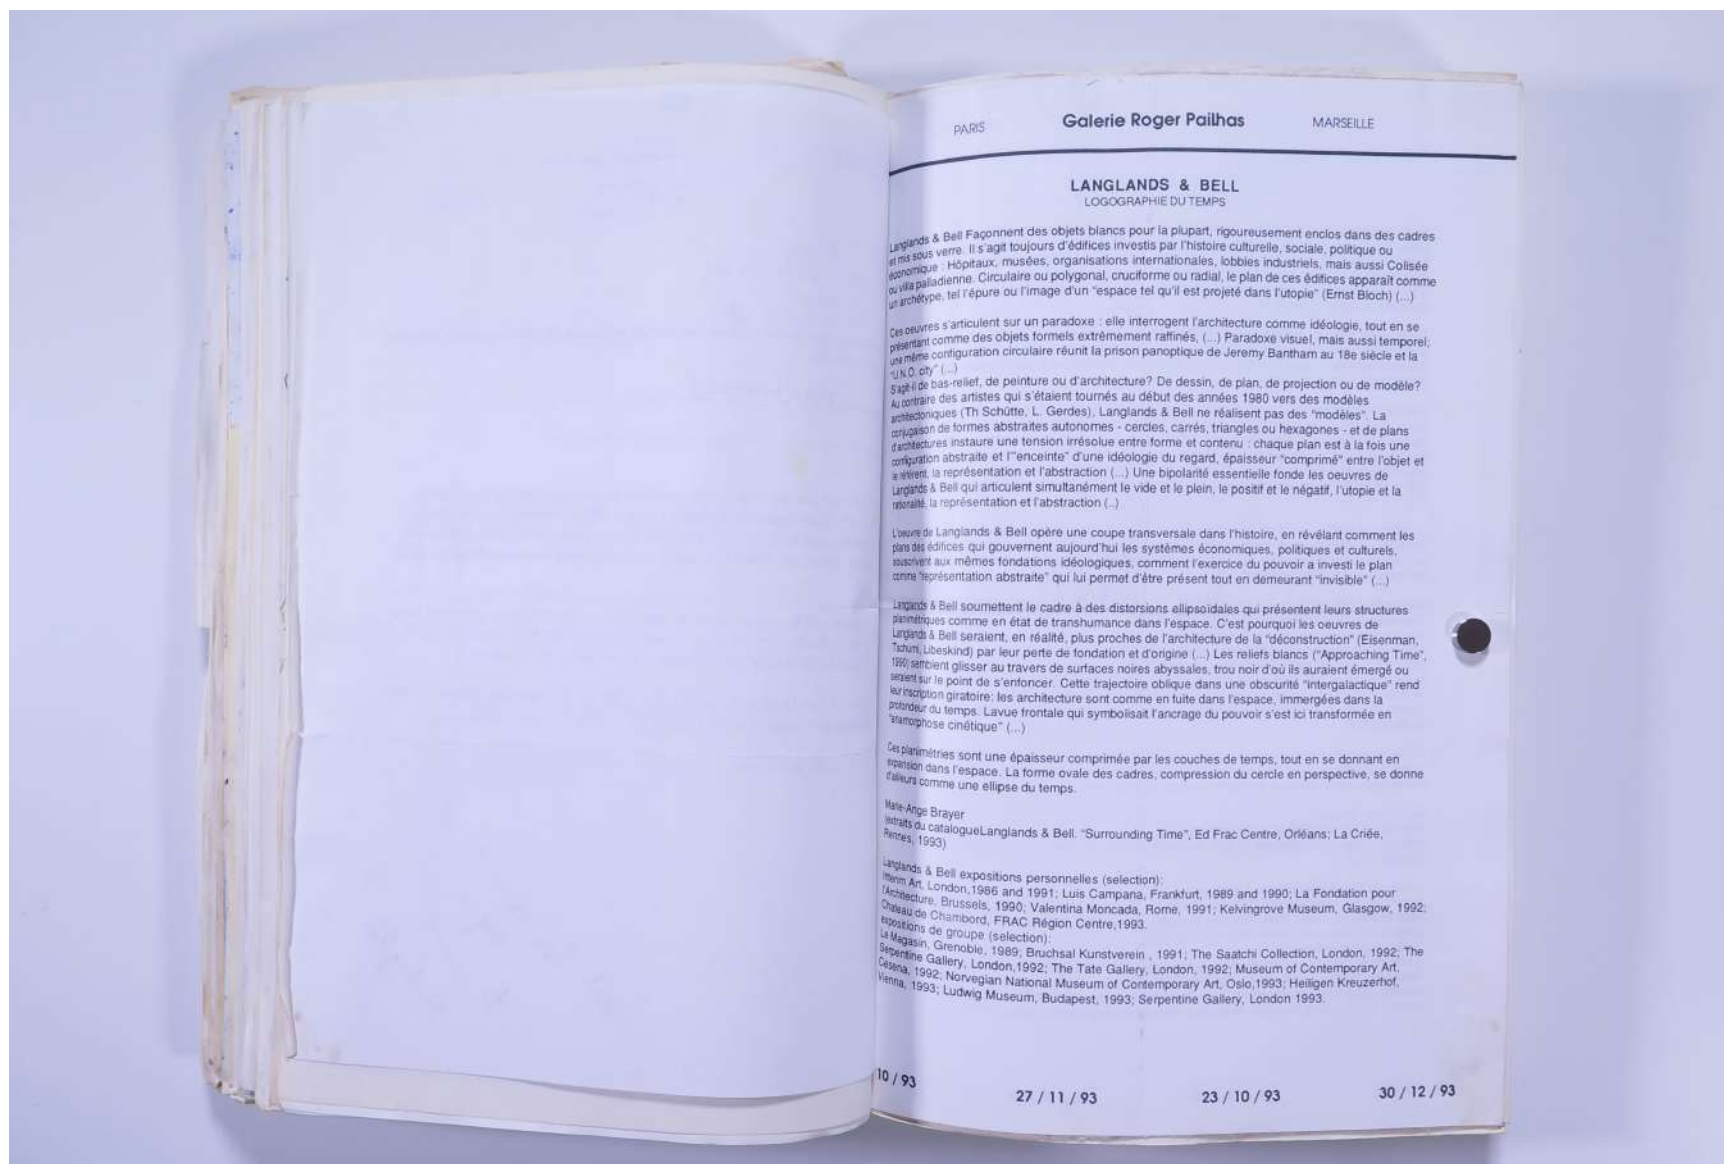 PARIS Galerie Roger Pailhas MARSEILLE
LANGLANDS & BELL
LOGOGRAPHIE DU TEMPS
Langlands & Bell Façonnent des objets blancs pour la plupart, rigoureusement enclos dans des cadres
et mis sous verre. Il s'agit toujours d'édifices investis par l'histoire culturelle, sociale, politique ou
économique : Hôpitaux, musées, organisations internationales, lobbies industriels, mais aussi Colisée
ou villa palladienne. Circulaire ou polygonal, cruciforme ou radial, le plan de ces édifices apparaît comme
un archétype, tel l'épure ou l'image d'un "espace tel qu'il est projeté dans l'utopie" (Ernst Bloch) (...)
Ces oeuvres s'articulent sur un paradoxe : elle interrogent l'architecture comme idéologie, tout en se
présentant comme des objets formels extrêmement raffinés, (...) Paradoxe visuel, mais aussi temporel;
une même configuration circulaire réunit la prison panoptique de Jeremy Bantham au 18e siècle et la
"U.N.O. city" (...)
S'agit-il de bas-relief, de peinture ou d'architecture? De dessin, de plan, de projection ou de modèle?
Au contraire des artistes qui s'étaient tournés au début des années 1980 vers des modèles
architectoniques (Th Schütte, L. Gerdes), Langlands & Bell ne réalisent pas des "modèles". La
conjugaison de formes abstraites autonomes - cercles, carrés, triangles ou hexagones - et de plans
d'architectures instaure une tension irrésolue entre forme et contenu : chaque plan est à la fois une
configuration abstraite et l'"enceinte" d'une idéologie du regard, épaisseur "comprimé" entre l'objet et
le référent, la représentation et l'abstraction (...) Une bipolarité essentielle fonde les oeuvres de
Langlands & Bell qui articulent simultanément le vide et le plein, le positif et le négatif, l'utopie et la
rationalité, la représentation et l'abstraction (..)
L'oeuvre de Langlands & Bell opère une coupe transversale dans l'histoire, en révélant comment les
plans des édifices qui gouvernent aujourd'hui les systèmes économiques, politiques et culturels,
souscrivent aux mêmes fondations idéologiques, comment l'exercice du pouvoir a investi le plan
comme "représentation abstraite" qui lui permet d'être présent tout en demeurant "invisible" (...)
Langlands & Bell soumettent le cadre à des distorsions ellipsoïdales qui présentent leurs structures
planimétriques comme en état de transhumance dans l'espace. C'est pourquoi les oeuvres de
Langlands & Bell seraient, en réalité, plus proches de l'architecture de la "déconstruction" (Eisenman,
Tschumi, Libeskind) par leur perte de fondation et d'origine (...) Les reliefs blancs ("Approaching Time",
1990) semblent glisser au travers de surfaces noires abyssales, trou noir d'où ils auraient émergé ou
seraient sur le point de s'enfoncer. Cette trajectoire oblique dans une obscurité "intergalactique" rend
leur inscription giratoire; les architecture sont comme en fuite dans l'espace, immergées dans la
profondeur du temps. Lavue frontale qui symbolisait l'ancrage du pouvoir s'est ici transformée en
"anamorphose cinétique" (...)
Ces planimétries sont une épaisseur comprimée par les couches de temps, tout en se donnant en
expansion dans l'espace. La forme ovale des cadres, compression du cercle en perspective, se donne
d'ailleurs comme une ellipse du temps.
Marie-Ange Brayer
(extraits du catalogueLanglands & Bell. "Surrounding Time", Ed Frac Centre, Orléans; La Criée,
Rennes, 1993)
Langlands & Bell expositions personnelles (selection):
Interim Art, London,1986 and 1991; Luis Campana, Frankfurt, 1989 and 1990; La Fondation pour
l'Architecture, Brussels, 1990; Valentina Moncada, Rome, 1991; Kelvingrove Museum, Glasgow, 1992;
Chateau de Chambord, FRAC Région Centre,1993.
expositions de groupe (selection):
Le Magasin, Grenoble, 1989; Bruchsal Kunstverein , 1991; The Saatchi Collection, London, 1992; The
Serpentine Gallery, London,1992; The Tate Gallery, London, 1992; Museum of Contemporary Art,
Cesena, 1992; Norvegian National Museum of Contemporary Art, Oslo,1993; Heiligen Kreuzerhof,
Vienna, 1993; Ludwig Museum, Budapest, 1993; Serpentine Gallery, London 1993.
10 / 93 27 / 11 / 93 23 / 10 / 93 30 / 12 / 93